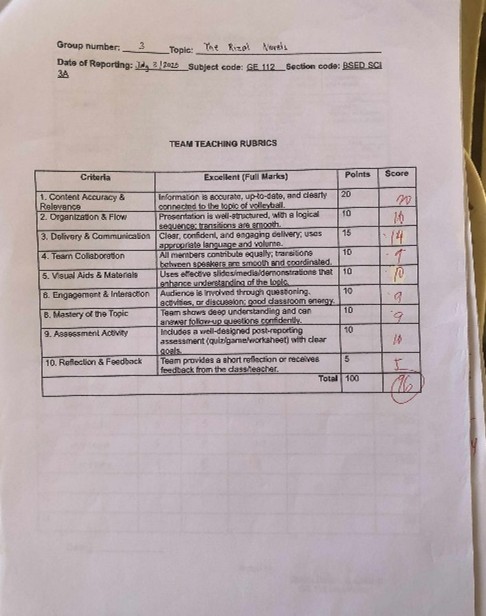 Group number: 3 Topic: The Rizal Novels
Date of Reporting: July 3/2025 Subject code: GE 112 Section code: BSED SCI
3A
TEAM TEACHING RUBRICS
Criteria Excellent (Full Marks) Points Score
1. Content Accuracy & Information is accurate, up-to-date, and clearly 20 20
Relevance connected to the topic of volleyball.
2. Organization & Flow Presentation is well-structured, with a logical 10 10
sequence; transitions are smooth.
3. Delivery & Communication Clear, confident, and engaging delivery; uses 15 14
appropriate language and volume.
4. Team Collaboration All members contribute equally; transitions 10 9
between speakers are smooth and coordinated.
5. Visual Aids & Materials Uses effective slides/media/demonstrations that 10 10
enhance understanding of the topic.
6. Engagement & Interaction Audience is involved through questioning, 10 9
activities, or discussion; good classroom energy.
8. Mastery of the Topic Team shows deep understanding and can 10 9
answer follow-up questions confidently.
9. Assessment Activity Includes a well-designed post-reporting 10 10
assessment (quiz/game/worksheet) with clear
goals.
10. Reflection & Feedback Team provides a short reflection or receives 5 5
feedback from the class/teacher.
Total 100 96